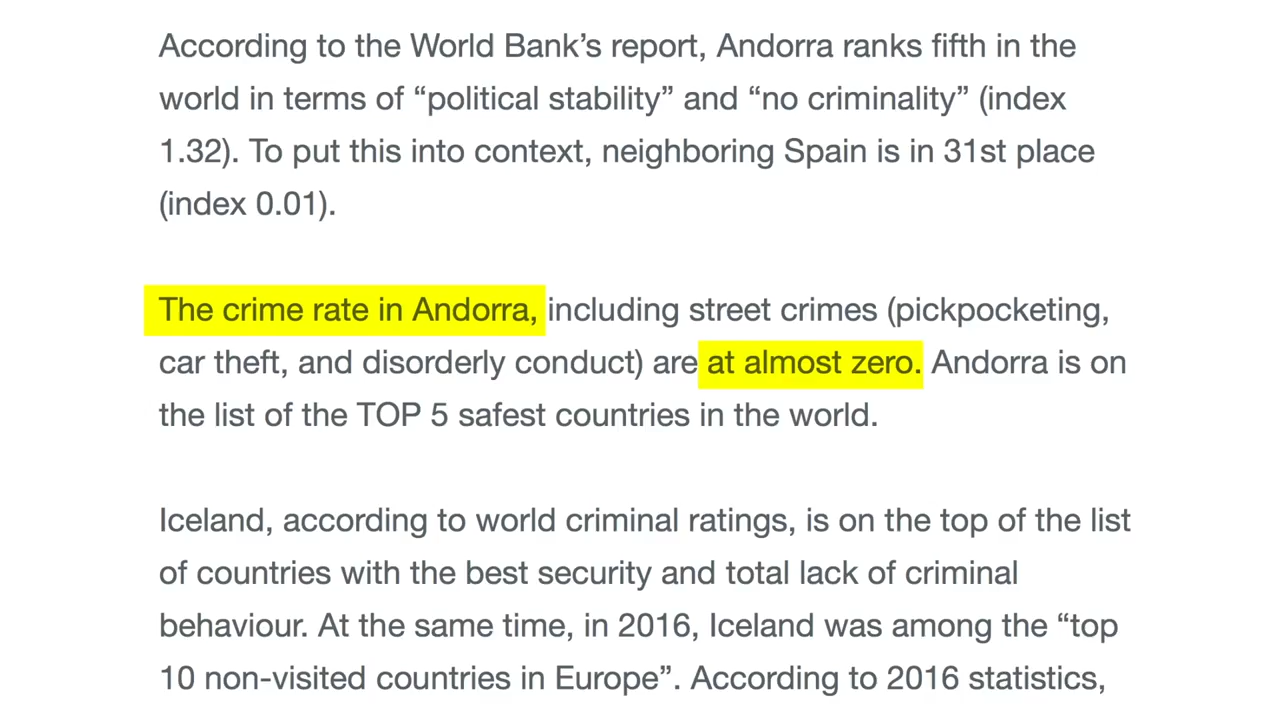 According to the World Bank’s report, Andorra ranks fifth in the
world in terms of “political stability” and “no criminality” (index
1.32). To put this into context, neighboring Spain is in 31st place
(index 0.01).
The crime rate in Andorra, including street crimes (pickpocketing,
car theft, and disorderly conduct) are at almost zero. Andorra is on
the list of the TOP 5 safest countries in the world.
Iceland, according to world criminal ratings, is on the top of the list
of countries with the best security and total lack of criminal
behaviour. At the same time, in 2016, Iceland was among the “top
10 non-visited countries in Europe”. According to 2016 statistics,